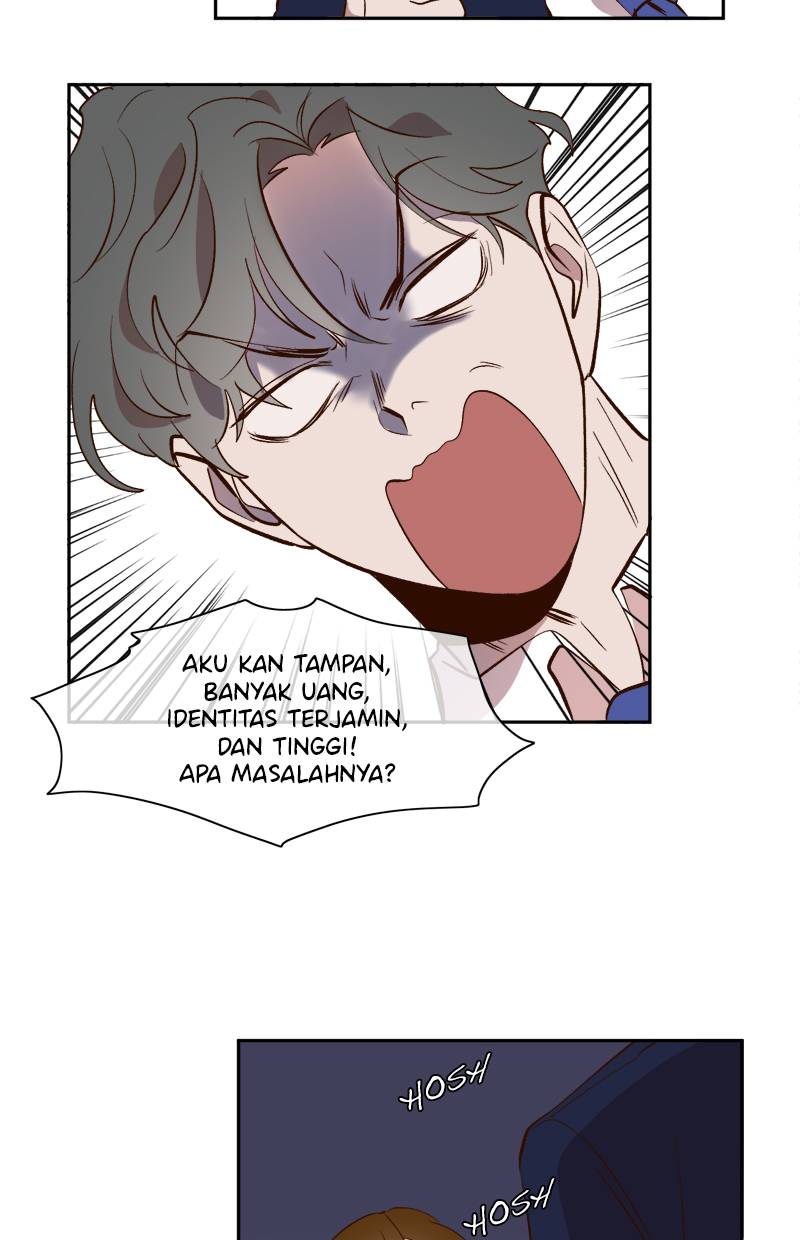 AKU KAN TAMPAN,
BANYAK UANG,
IDENTITAS TERJAMIN,
DAN TINGGI!
APA MASALAHNYA?
HOSH
HOSH